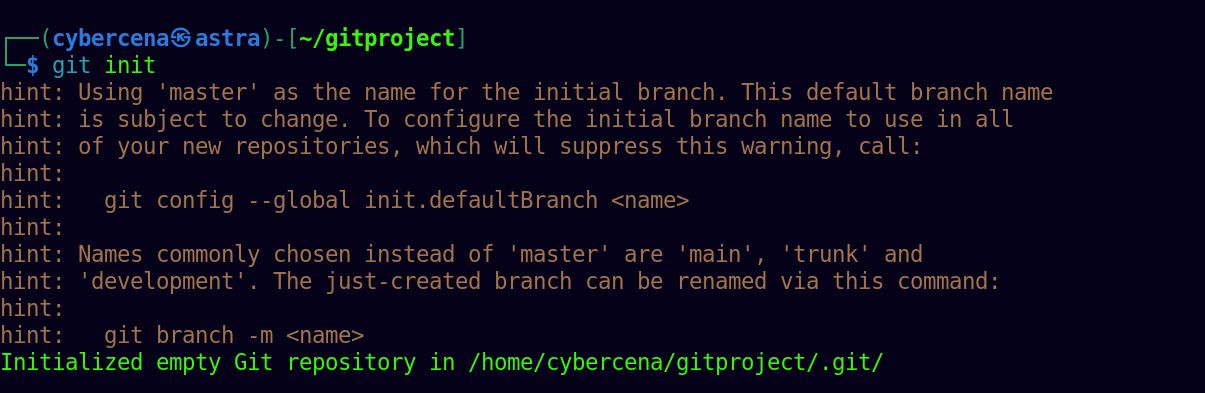 ┌──(cybercena㉿astra)-[~/gitproject]
└─$ git init
hint: Using 'master' as the name for the initial branch. This default branch name
hint: is subject to change. To configure the initial branch name to use in all
hint: of your new repositories, which will suppress this warning, call:
hint:
hint:   git config --global init.defaultBranch <name>
hint:
hint: Names commonly chosen instead of 'master' are 'main', 'trunk' and
hint: 'development'. The just-created branch can be renamed via this command:
hint:
hint:   git branch -m <name>
Initialized empty Git repository in /home/cybercena/gitproject/.git/